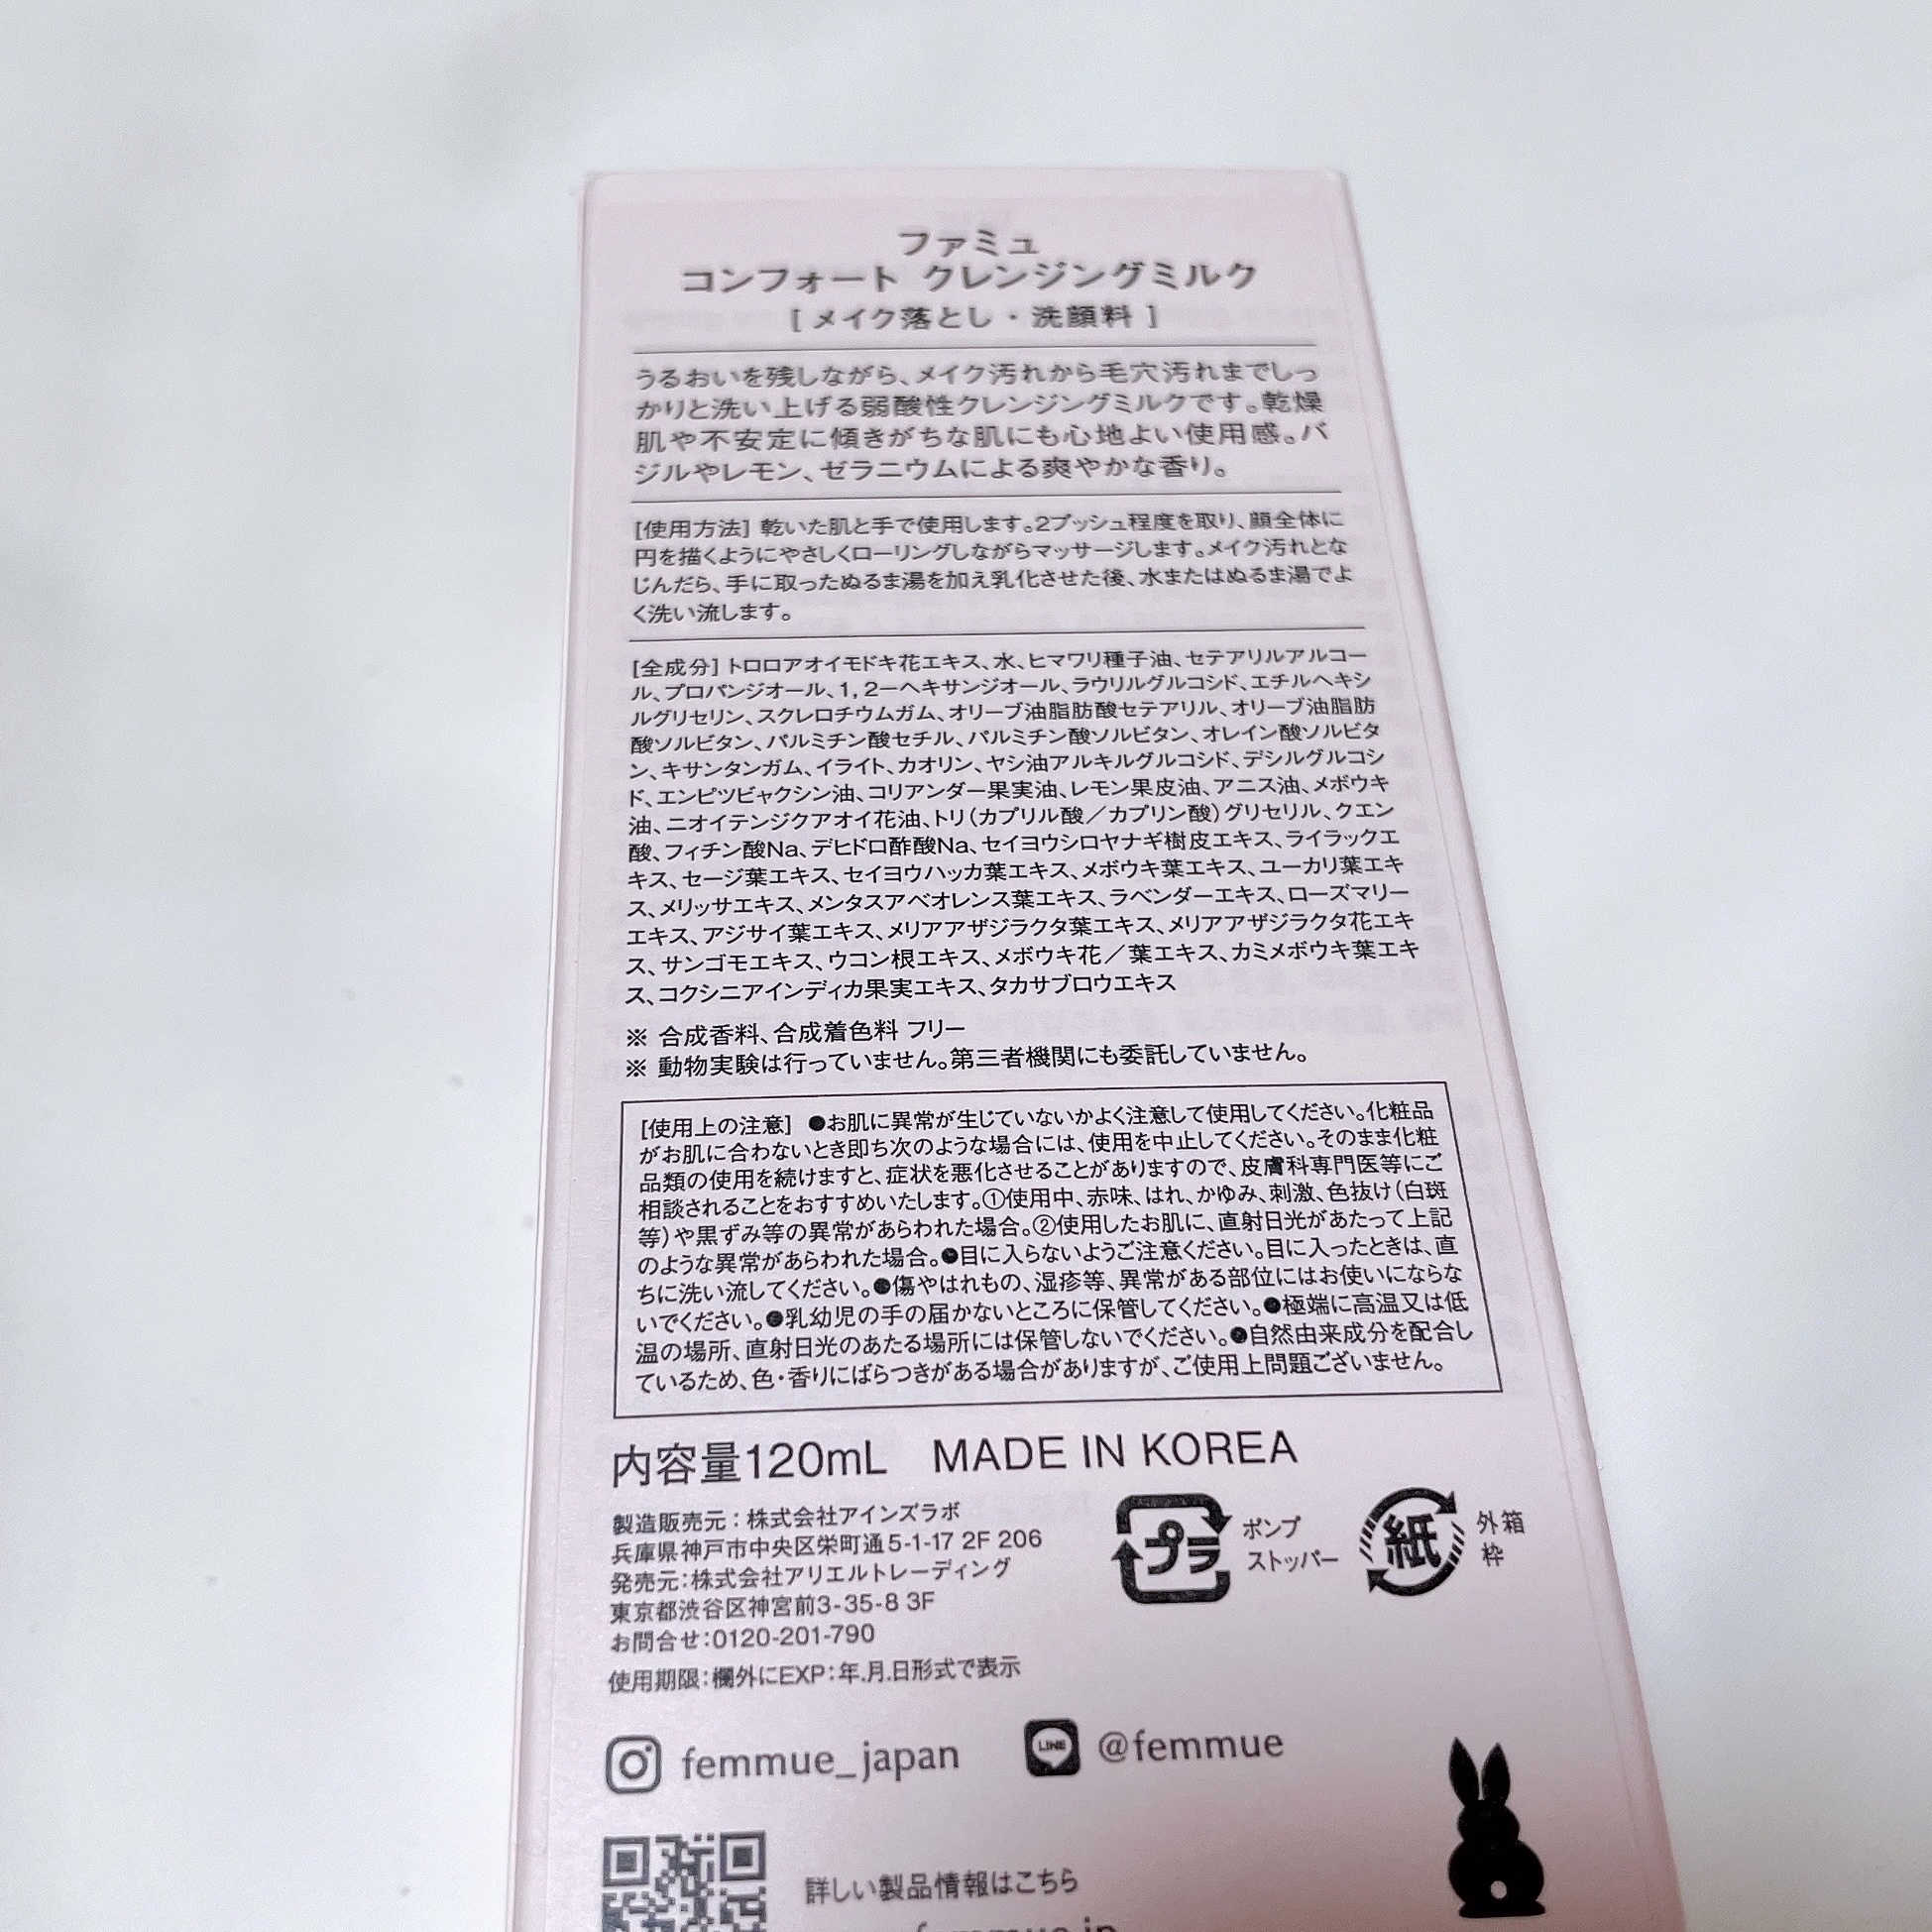 ファミュ
コンフォート クレンジングミルク
[ メイク落とし・洗顔料 ]
うるおいを残しながら、メイク汚れから毛穴汚れまでしっ
かりと洗い上げる弱酸性クレンジングミルクです。乾燥
肌や不安定に傾きがちな肌にも心地よい使用感。バ
ジルやレモン、ゼラニウムによる爽やかな香り。
[使用方法] 乾いた肌と手で使用します。2プッシュ程度を取り、顔全体に
円を描くようにやさしくローリングしながらマッサージします。メイク汚れとな
じんだら、手に取ったぬるま湯を加え乳化させた後、水またはぬるま湯でよ
く洗い流します。
[全成分] トロロアオイモドキ花エキス、水、ヒマワリ種子油、セテアリルアルコー
ル、プロパンジオール、1, 2-ヘキサンジオール、ラウリルグルコシド、エチルヘキシ
ルグリセリン、スクレロチウムガム、オリーブ油脂肪酸セテアリル、オリーブ油脂肪
酸ソルビタン、パルミチン酸セチル、パルミチン酸ソルビタン、オレイン酸ソルビタ
ン、キサンタンガム、イライト、カオリン、ヤシ油アルキルグルコシド、デシルグルコシ
ド、エンピツビャクシン油、コリアンダー果実油、レモン果皮油、アニス油、メボウキ
油、ニオイテンジクアオイ花油、トリ(カプリル酸/カプリン酸)グリセリル、クエン
酸、フィチン酸Na、デヒドロ酢酸Na、セイヨウシロヤナギ樹皮エキス、ライラックエ
キス、セージ葉エキス、セイヨウハッカ葉エキス、メボウキ葉エキス、ユーカリ葉エキ
ス、メリッサエキス、メンタスアベオレンス葉エキス、ラベンダーエキス、ローズマリー
エキス、アジサイ葉エキス、メリアアザジラクタ葉エキス、メリアアザジラクタ花エキ
ス、サンゴモエキス、ウコン根エキス、メボウキ花/葉エキス、カミメボウキ葉エキ
ス、コクシニアインディカ果実エキス、タカサブロウエキス
※ 合成香料、合成着色料 フリー
※ 動物実験は行っていません。第三者機関にも委託していません。
[使用上の注意] ●お肌に異常が生じていないかよく注意して使用してください。化粧品
がお肌に合わないとき即ち次のような場合には、使用を中止してください。そのまま化粧
品類の使用を続けますと、症状を悪化させることがありますので、皮膚科専門医等にご
相談されることをおすすめいたします。①使用中、赤味、はれ、かゆみ、刺激、色抜け(白斑
等)や黒ずみ等の異常があらわれた場合。②使用したお肌に、直射日光があたって上記
のような異常があらわれた場合。●目に入らないようご注意ください。目に入ったときは、直
ちに洗い流してください。●傷やはれもの、湿疹等、異常がある部位にはお使いにならな
いでください。●乳幼児の手の届かないところに保管してください。●極端に高温又は低
温の場所、直射日光のあたる場所には保管しないでください。●自然由来成分を配合し
ているため、色・香りにばらつきがある場合がありますが、ご使用上問題ございません。
内容量120mL MADE IN KOREA
製造販売元：株式会社アインズラボ
兵庫県神戸市中央区栄町通5-1-17 2F 206
発売元：株式会社アリエルトレーディング
東京都渋谷区神宮前3-35-8 3F
お問合せ：0120-201-790
使用期限：欄外にEXP：年.月.日形式で表示
プラ
ポンプ
ストッパー
紙
外箱
枠
femmue_japan
LINE
@femmue
詳しい製品情報はこちら